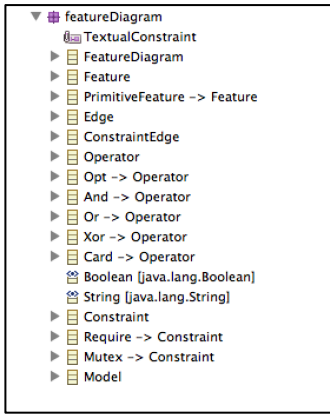 featureDiagram
TextualConstraint
FeatureDiagram
Feature
PrimitiveFeature -> Feature
Edge
ConstraintEdge
Operator
Opt -> Operator
And -> Operator
Or -> Operator
Xor -> Operator
Card -> Operator
Boolean [java.lang.Boolean]
String [java.lang.String]
Constraint
Require -> Constraint
Mutex -> Constraint
Model